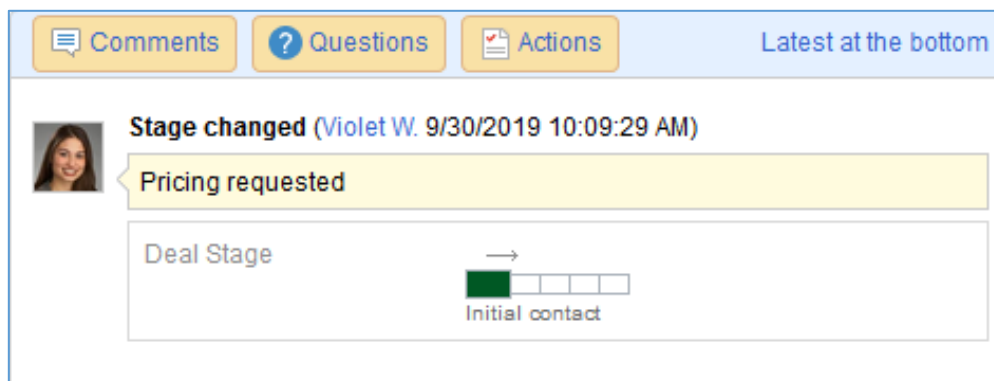 Comments ? Questions Actions Latest at the bottom
Stage changed (Violet W. 9/30/2019 10:09:29 AM)
Pricing requested
Deal Stage →
Initial contact